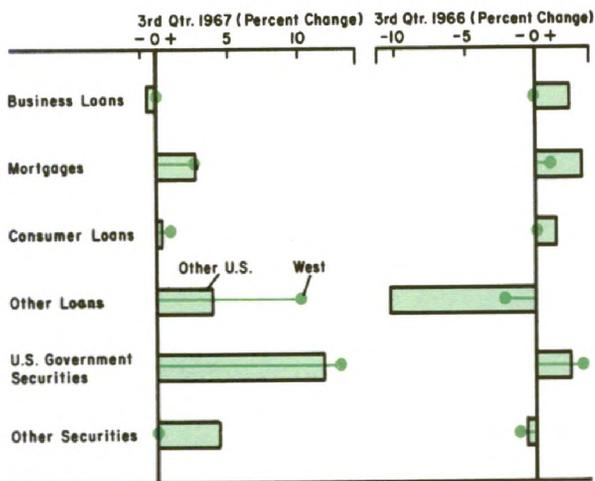 3rd Qtr. 1967 (Percent Change)
- 0 + 5 10
3rd Qtr. 1966 (Percent Change)
-10 -5 - 0 +
Business Loans
Mortgages
Consumer Loans
Other U.S. West
Other Loans
U.S. Government
Securities
Other Securities